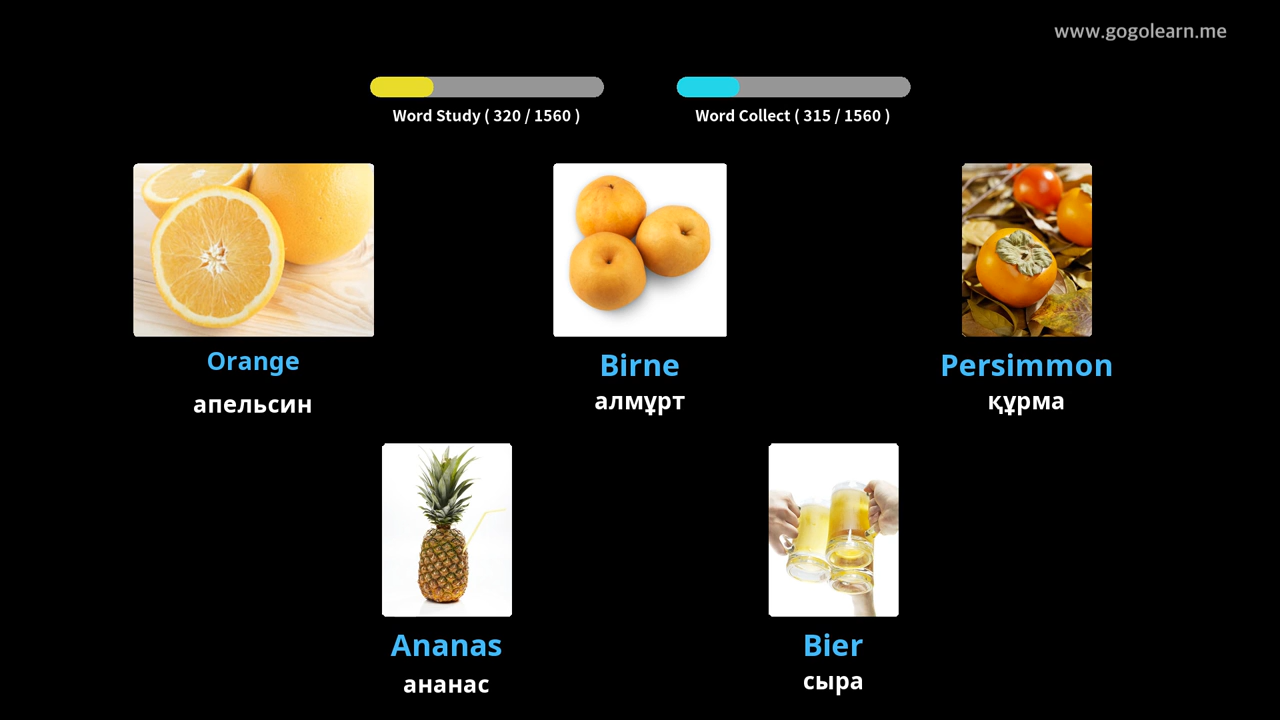 www.gogolearn.me
Word Study ( 320 / 1560 )
Word Collect ( 315 / 1560 )
Orange
апельсин
Birne
алмұрт
Persimmon
құрма
Ananas
ананас
Bier
сыра